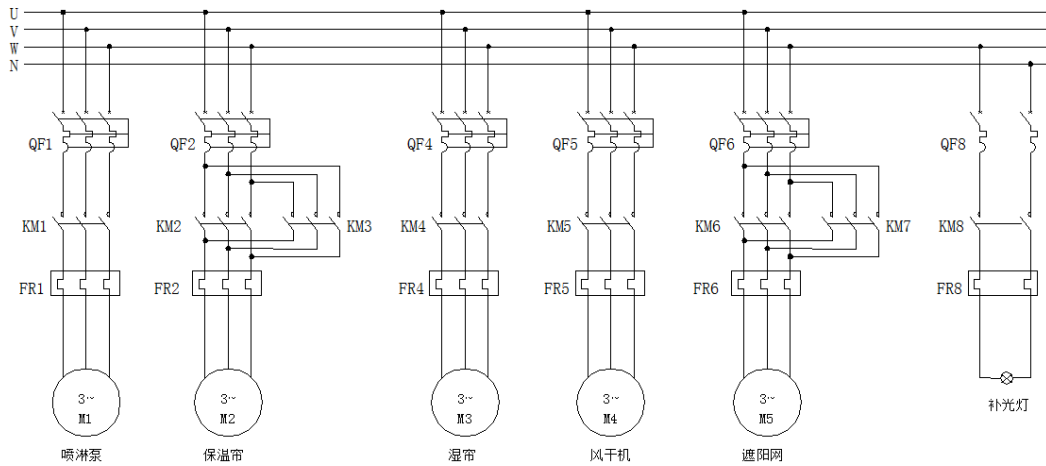 U
V
W
N
QF1 QF2 QF4 QF5 QF6 QF8
KM1 KM2 KM3 KM4 KM5 KM6 KM7 KM8
FR1 FR2 FR4 FR5 FR6 FR8
3~ 3~ 3~ 3~ 3~
M1 M2 M3 M4 M5
喷淋泵 保温帘 湿帘 风干机 遮阳网 补光灯